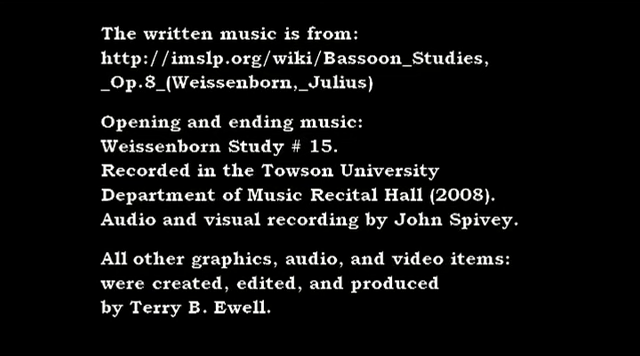 The written music is from:
http://imslp.org/wiki/Bassoon_Studies,
_Op.8_(Weissenborn,_Julius)
Opening and ending music:
Weissenborn Study # 15.
Recorded in the Towson University
Department of Music Recital Hall (2008).
Audio and visual recording by John Spivey.
All other graphics, audio, and video items:
were created, edited, and produced
by Terry B. Ewell.